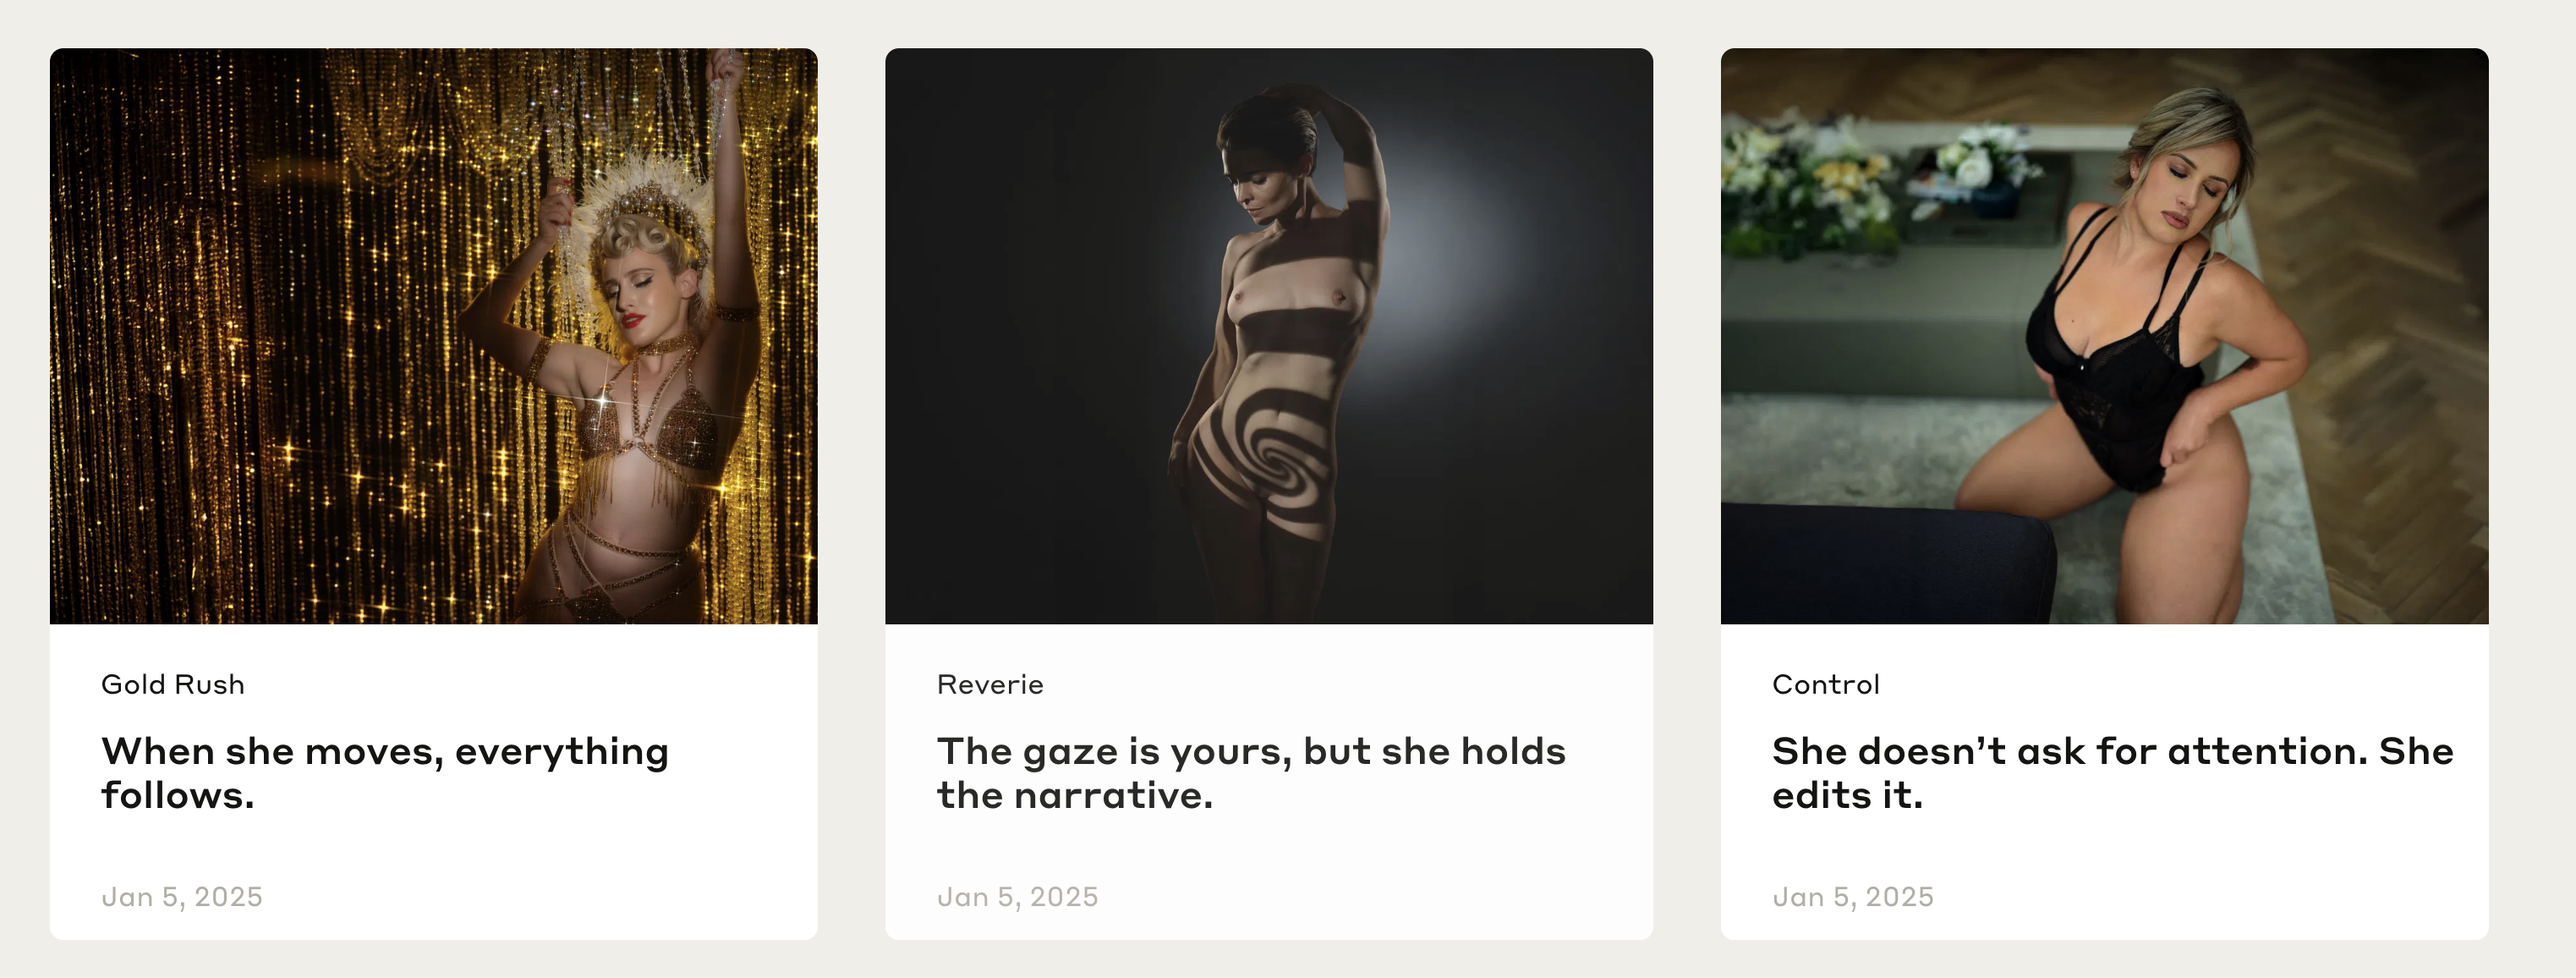 Gold Rush
When she moves, everything
follows.
Jan 5, 2025
Reverie
The gaze is yours, but she holds
the narrative.
Jan 5, 2025
Control
She doesn’t ask for attention. She
edits it.
Jan 5, 2025